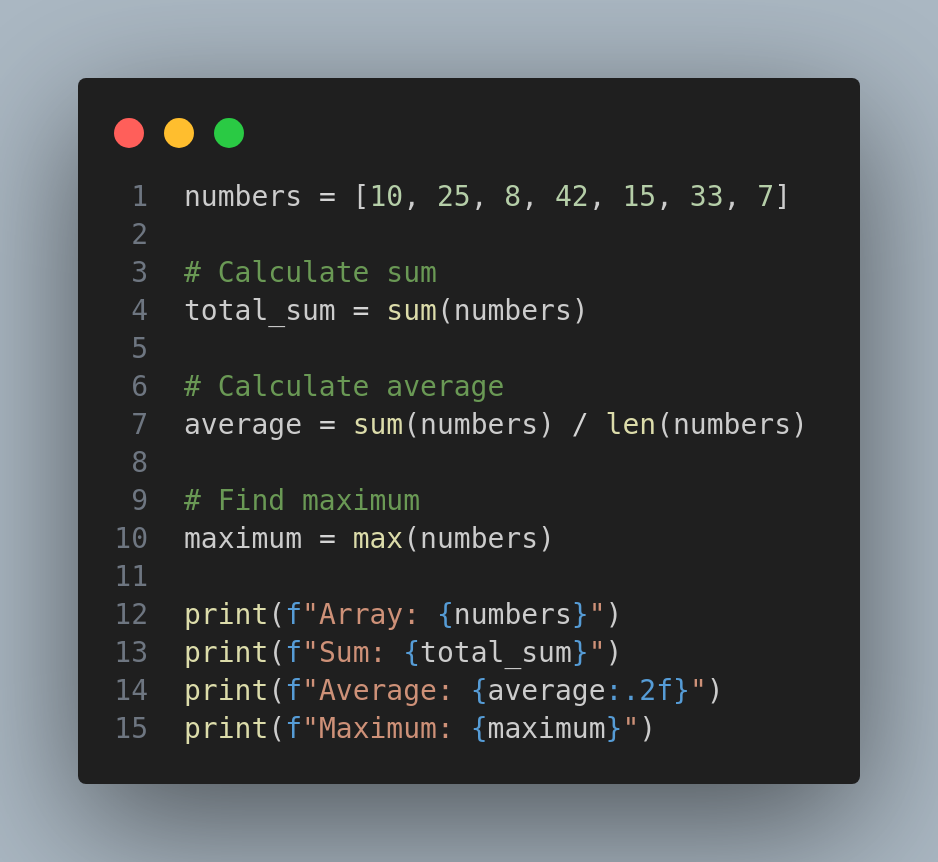 1 numbers = [10, 25, 8, 42, 15, 33, 7]
2
3 # Calculate sum
4 total_sum = sum(numbers)
5
6 # Calculate average
7 average = sum(numbers) / len(numbers)
8
9 # Find maximum
10 maximum = max(numbers)
11
12 print(f"Array: {numbers}")
13 print(f"Sum: {total_sum}")
14 print(f"Average: {average:.2f}")
15 print(f"Maximum: {maximum}")